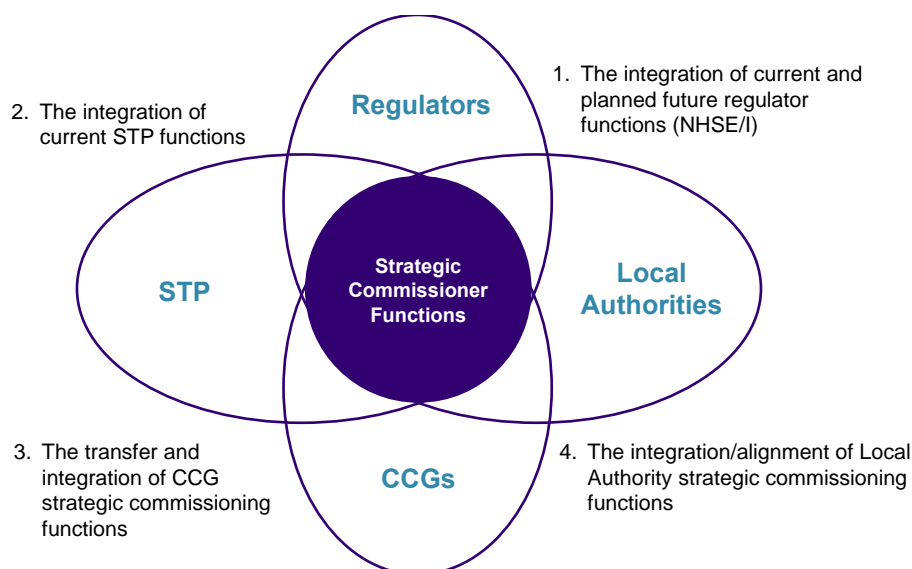 Regulators
1. The integration of current and
planned future regulator
functions (NHSE/I)
2. The integration of
current STP functions
STP
Strategic
Commissioner
Functions
Local
Authorities
3. The transfer and
integration of CCG
strategic commissioning
functions
CCGs
4. The integration/alignment of Local
Authority strategic commissioning
functions